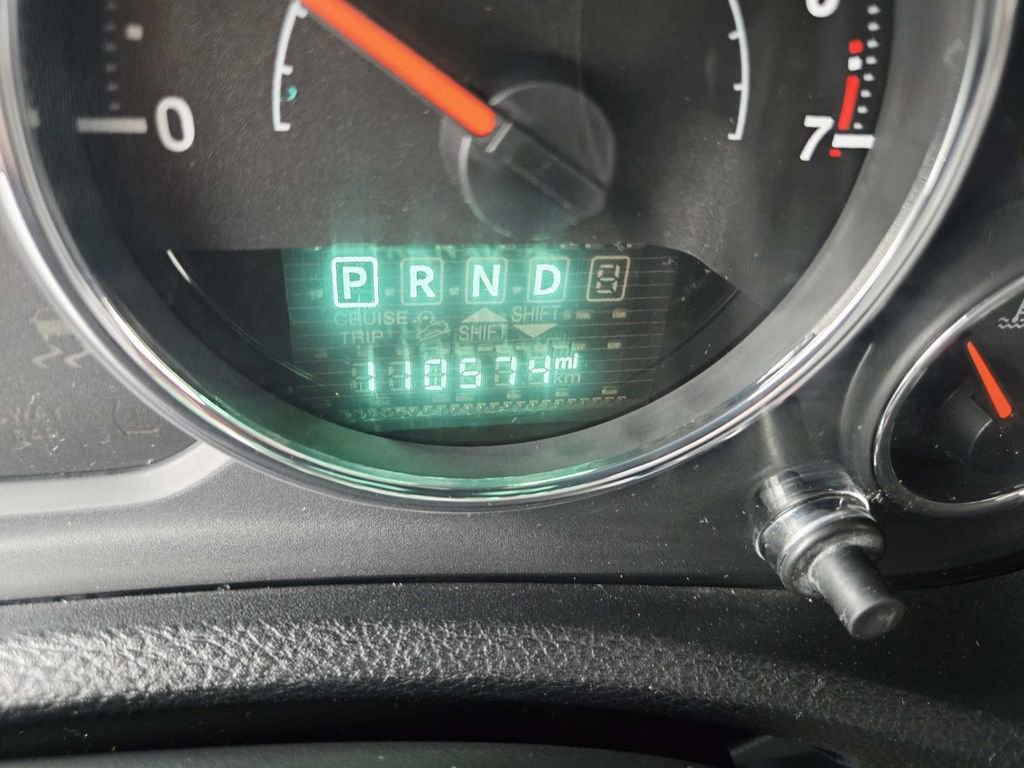 0
7
P R N D
CRUISE SHIFT
TRIP SHIFT
110574 mi
km